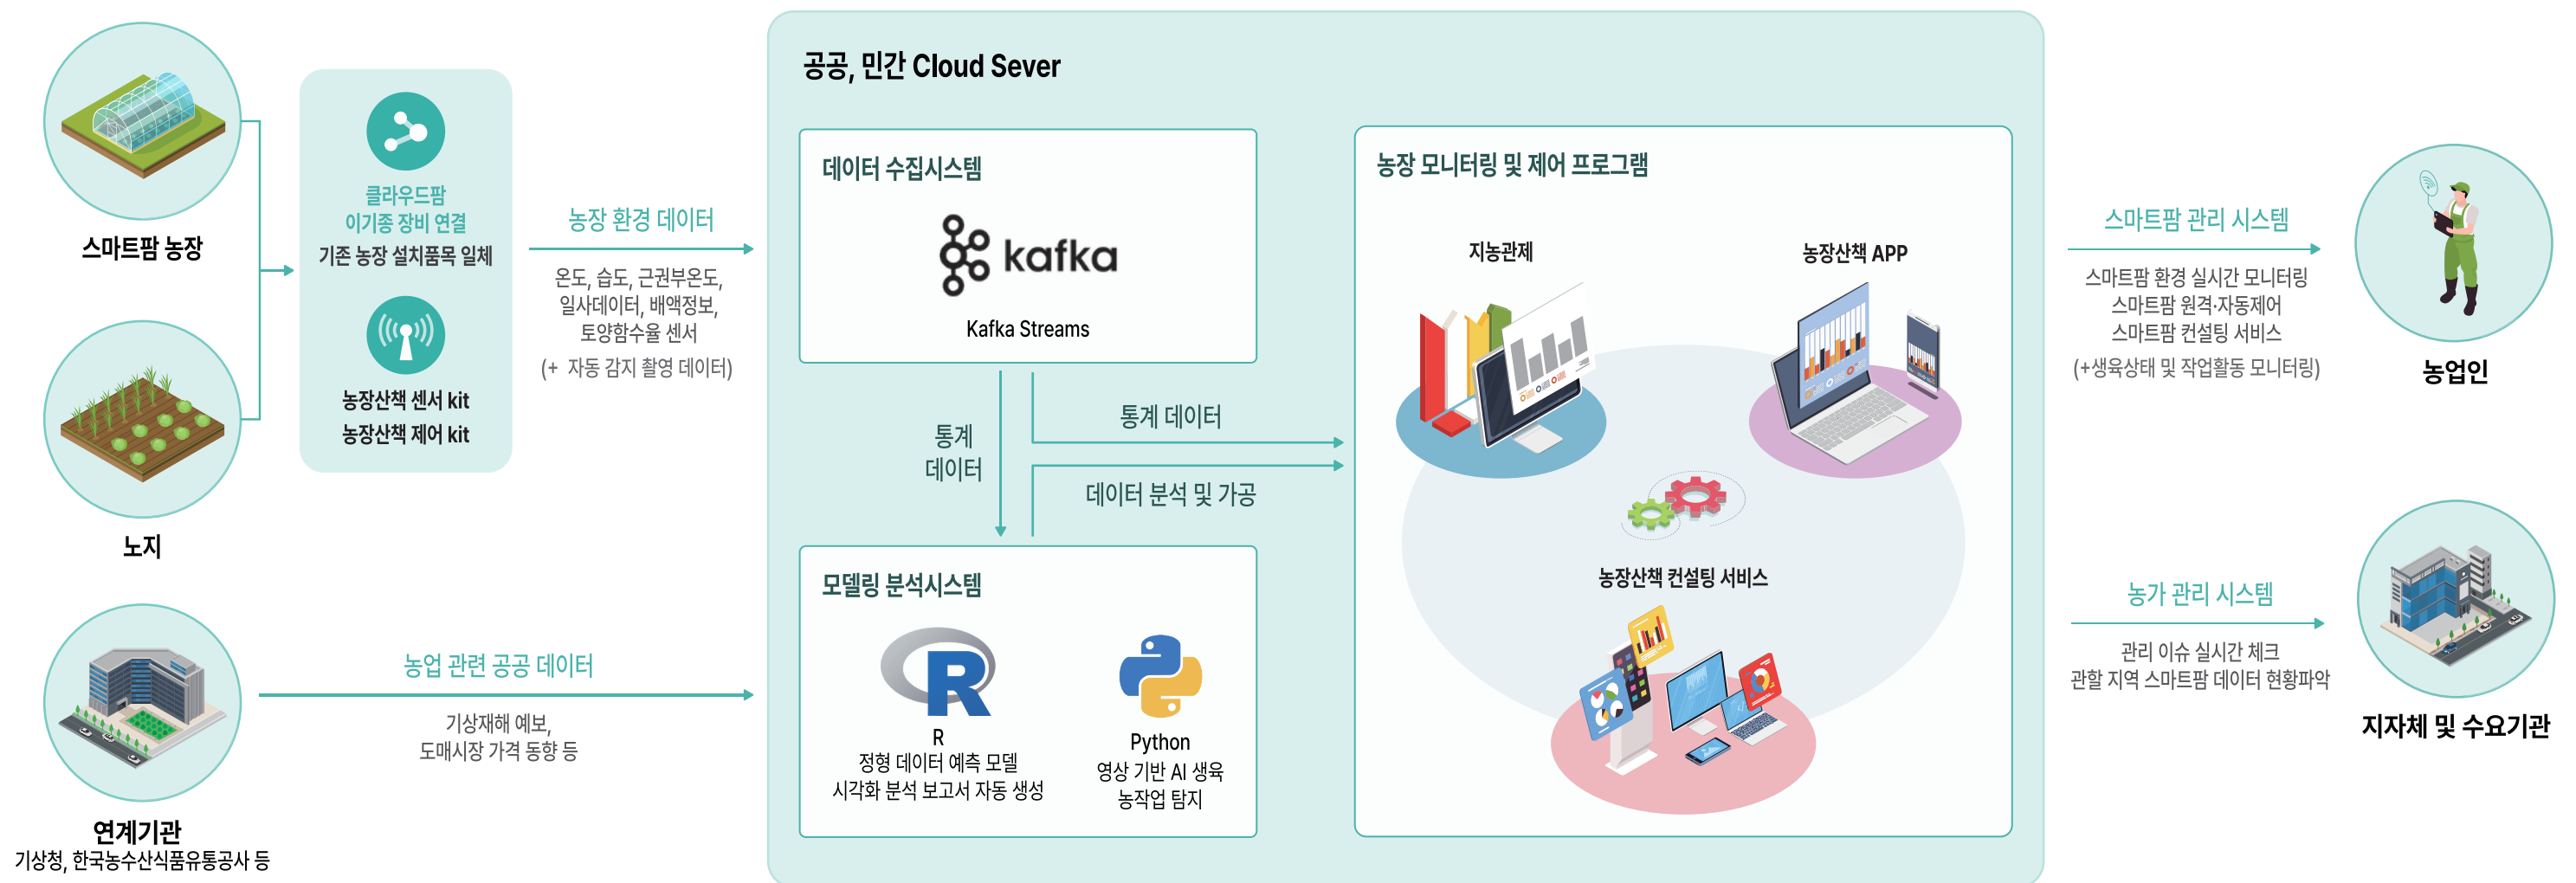 스마트팜 농장
노지
연계기관
기상청, 한국농수산식품유통공사 등
클라우드팜
이기종 장비 연결
기존 농장 설치품목 일체
농장산책 센서 kit
농장산책 제어 kit
농장 환경 데이터
온도, 습도, 근권부온도,
일사데이터, 배액정보,
토양함수율 센서
(+ 자동 감지 촬영 데이터)
농업 관련 공공 데이터
기상재해 예보,
도매시장 가격 동향 등
공공, 민간 Cloud Sever
데이터 수집시스템
kafka
Kafka Streams
통계
데이터
통계 데이터
데이터 분석 및 가공
모델링 분석시스템
R
R
정형 데이터 예측 모델
시각화 분석 보고서 자동 생성
Python
영상 기반 AI 생육
농작업 탐지
농장 모니터링 및 제어 프로그램
지농관제
농장산책 APP
농장산책 컨설팅 서비스
스마트팜 관리 시스템
스마트팜 환경 실시간 모니터링
스마트팜 원격·자동제어
스마트팜 컨설팅 서비스
(+생육상태 및 작업활동 모니터링)
농업인
농가 관리 시스템
관리 이슈 실시간 체크
관할 지역 스마트팜 데이터 현황파악
지자체 및 수요기관